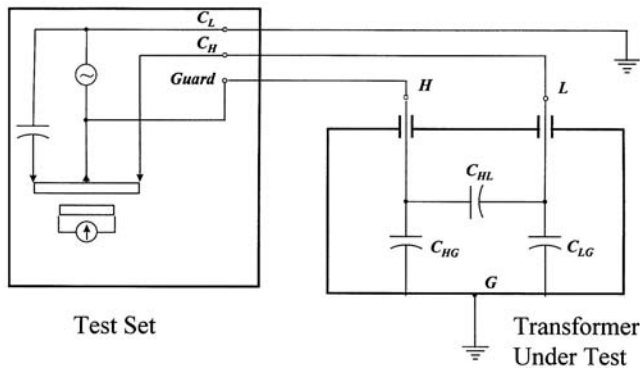 C_L
C_H
Guard
H
L
C_HL
C_HG
C_LG
G
Test Set
Transformer
Under Test